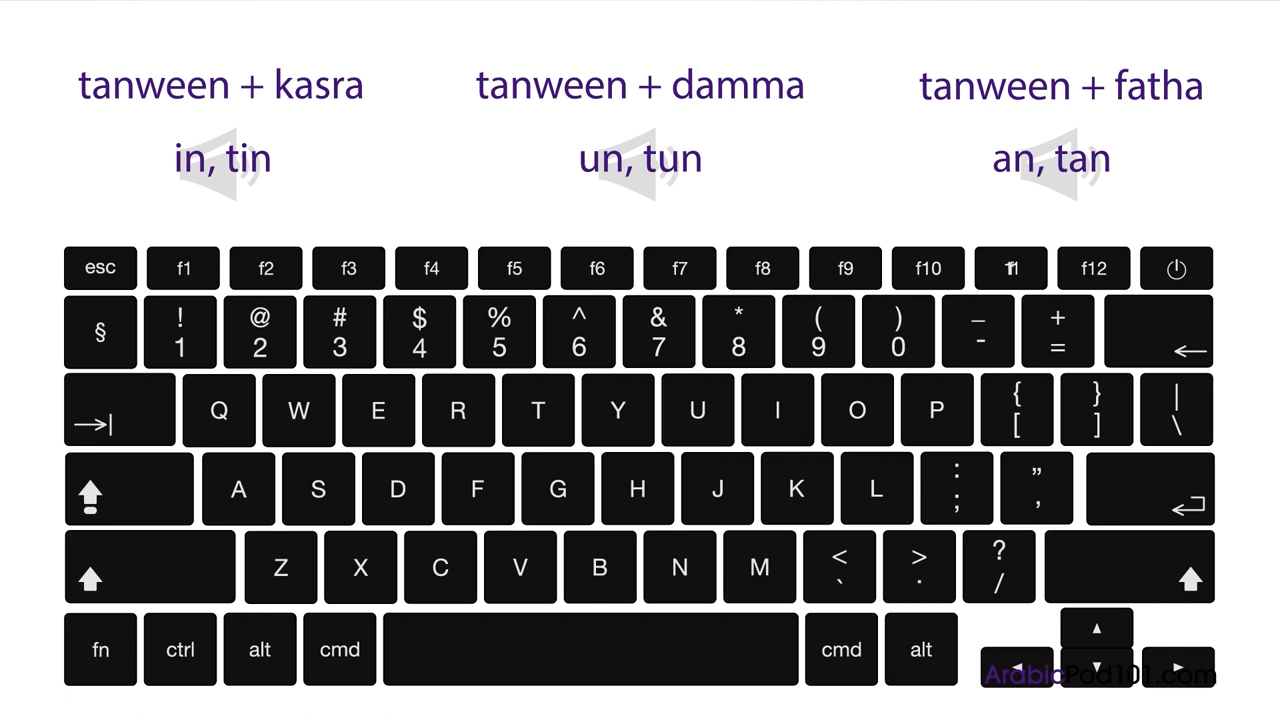 tanween + kasra tanween + damma tanween + fatha
in, tin un, tun an, tan
esc f1 f2 f3 f4 f5 f6 f7 f8 f9 f10 f12
! @ # $ % ^ & * ( ) _ +
§ 1 2 3 4 5 6 7 8 9 0 - =
Q W E R T Y U I O P { } |
[ ] \
A S D F G H J K L : ”
; ,
Z X C V B N M < > ?
` . /
fn ctrl alt cmd cmd alt
ArabicPod101.com